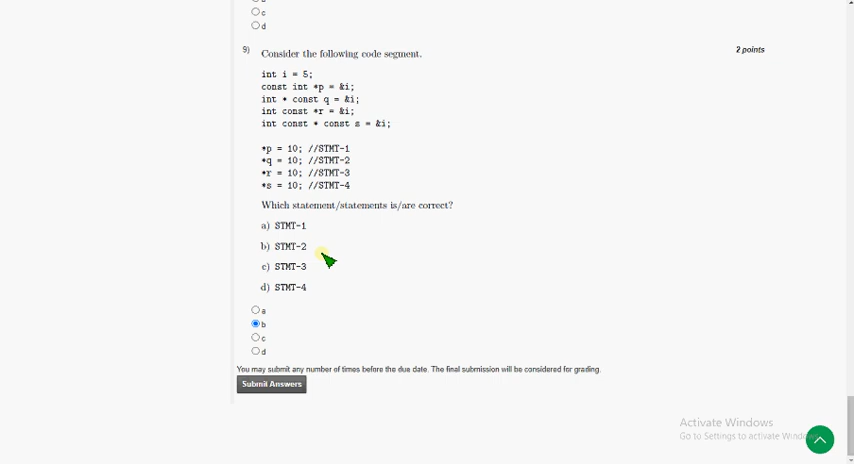 c
d
9) Consider the following code segment. 2 points
int i = 5;
const int *p = &i;
int * const q = &i;
int const *r = &i;
int const * const s = &i;
*p = 10; //STMT-1
*q = 10; //STMT-2
*r = 10; //STMT-3
*s = 10; //STMT-4
Which statement/statements is/are correct?
a) STMT-1
b) STMT-2
c) STMT-3
d) STMT-4
a
b
c
d
You may submit any number of times before the due date. The final submission will be considered for grading.
Submit Answers
Activate Windows
Go to Settings to activate Windows